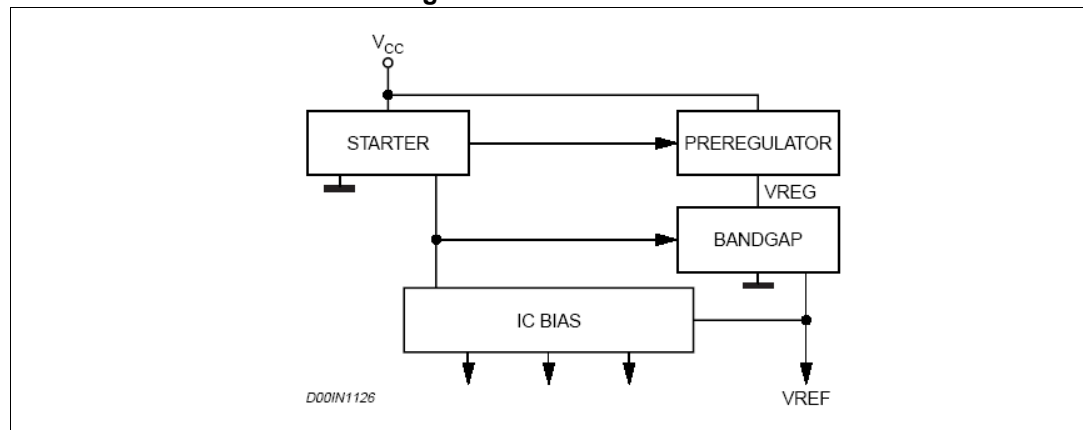 g
VCC
STARTER
PREREGULATOR
VREG
BANDGAP
IC BIAS
D00IN1126
VREF